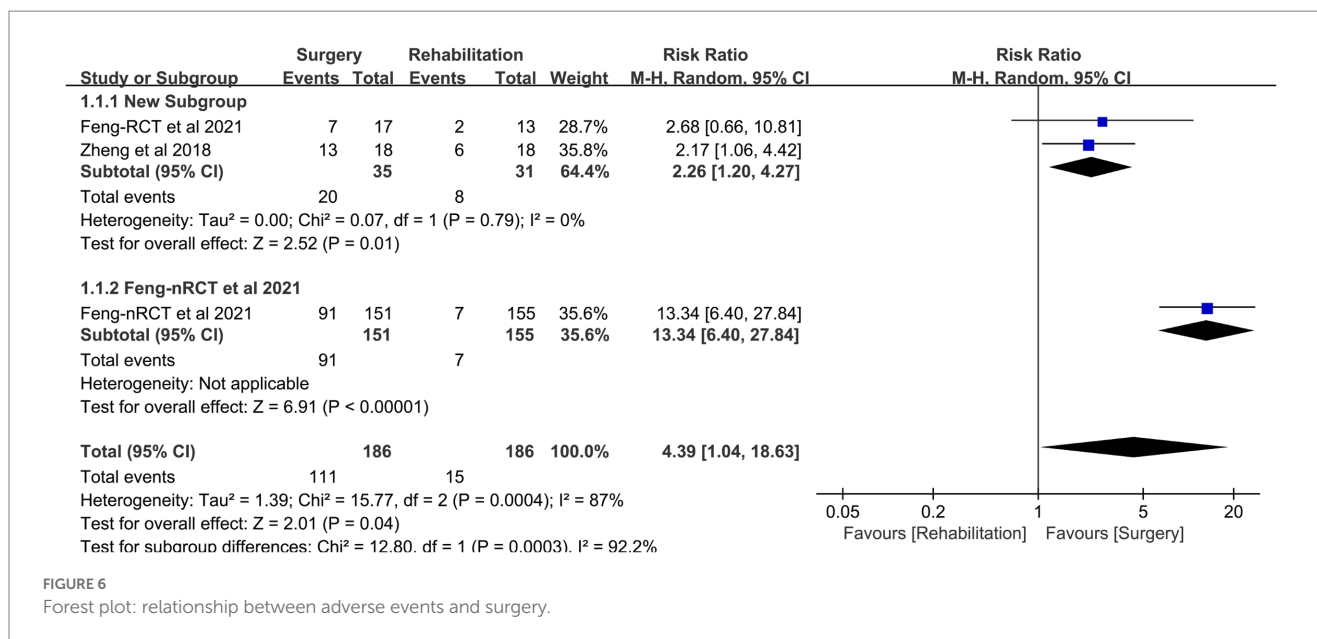 Surgery Rehabilitation Risk Ratio Risk Ratio
Study or Subgroup Events Total Events Total Weight M-H, Random, 95% CI M-H, Random, 95% CI
1.1.1 New Subgroup
Feng-RCT et al 2021 7 17 2 13 28.7% 2.68 [0.66, 10.81]
Zheng et al 2018 13 18 6 18 35.8% 2.17 [1.06, 4.42]
Subtotal (95% CI) 35 31 64.4% 2.26 [1.20, 4.27]
Total events 20 8
Heterogeneity: Tau² = 0.00; Chi² = 0.07, df = 1 (P = 0.79); I² = 0%
Test for overall effect: Z = 2.52 (P = 0.01)
1.1.2 Feng-nRCT et al 2021
Feng-nRCT et al 2021 91 151 7 155 35.6% 13.34 [6.40, 27.84]
Subtotal (95% CI) 151 155 35.6% 13.34 [6.40, 27.84]
Total events 91 7
Heterogeneity: Not applicable
Test for overall effect: Z = 6.91 (P < 0.00001)
Total (95% CI) 186 186 100.0% 4.39 [1.04, 18.63]
Total events 111 15
Heterogeneity: Tau² = 1.39; Chi² = 15.77, df = 2 (P = 0.0004); I² = 87%
Test for overall effect: Z = 2.01 (P = 0.04)
Test for subgroup differences: Chi² = 12.80, df = 1 (P = 0.0003), I² = 92.2%
0.05 0.2 1 5 20
Favours [Rehabilitation] Favours [Surgery]
FIGURE 6
Forest plot: relationship between adverse events and surgery.